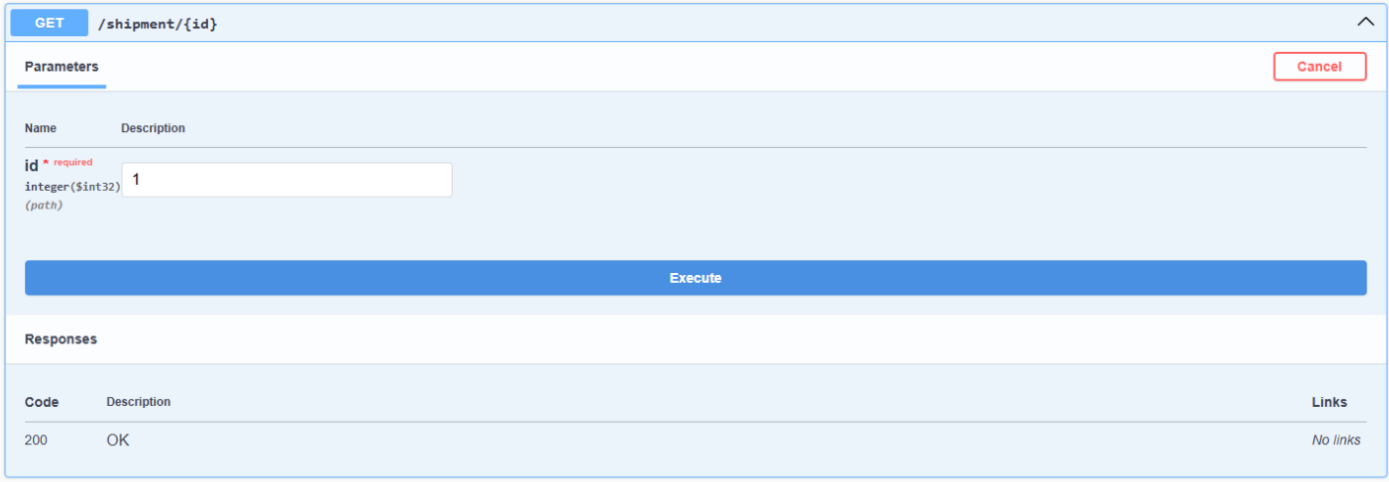 GET /shipment/{id}
Parameters
Cancel
Name Description
id * required
integer($int32)
(path)
1
Execute
Responses
Code Description Links
200 OK No links